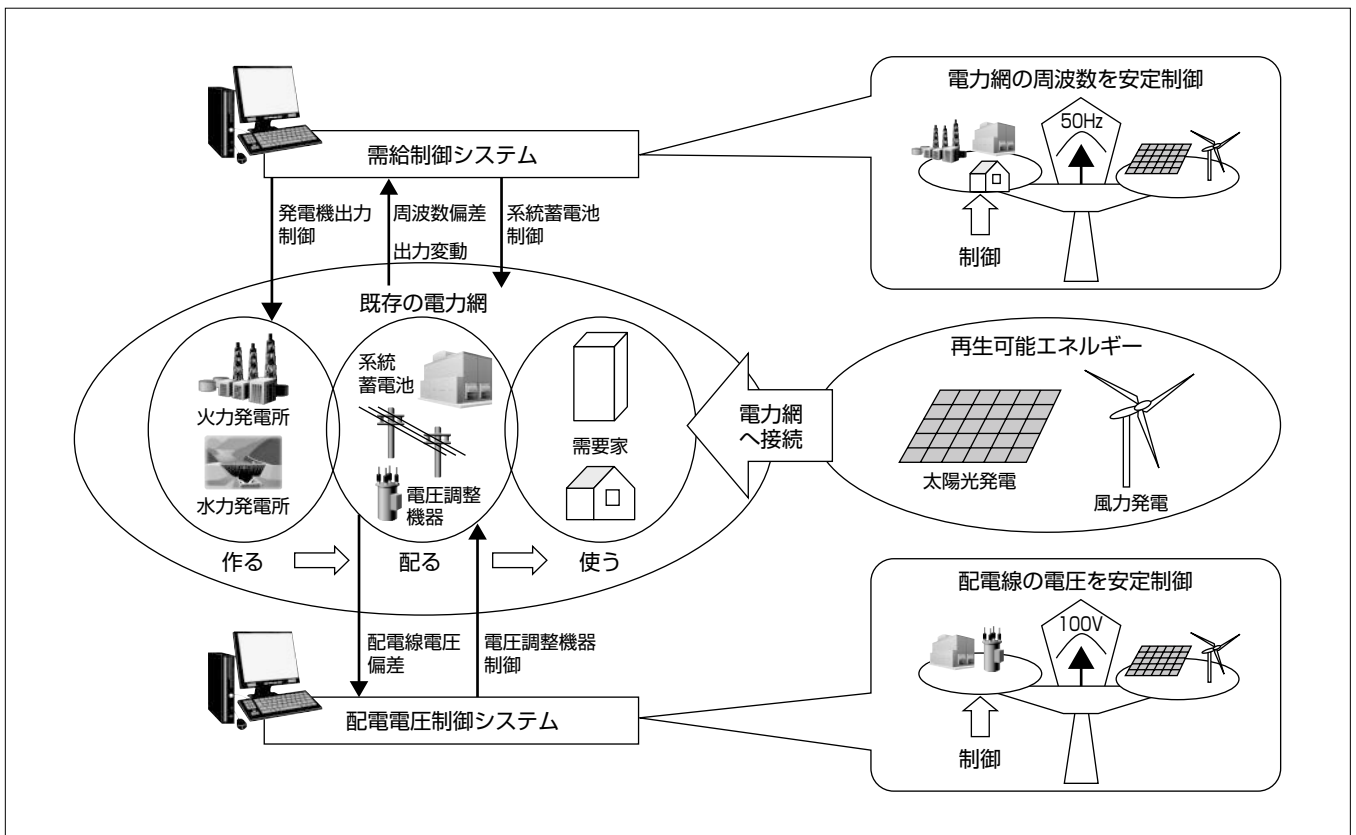 電力網の周波数を安定制御
50Hz
制御
需給制御システム
発電機出力
制御
周波数偏差
出力変動
系統蓄電池
制御
既存の電力網
火力発電所
水力発電所
系統
蓄電池
電圧調整
機器
需要家
作る
配る
使う
電力網
へ接続
再生可能エネルギー
太陽光発電
風力発電
配電線電圧
偏差
電圧調整機器
制御
配電電圧制御システム
配電線の電圧を安定制御
100V
制御